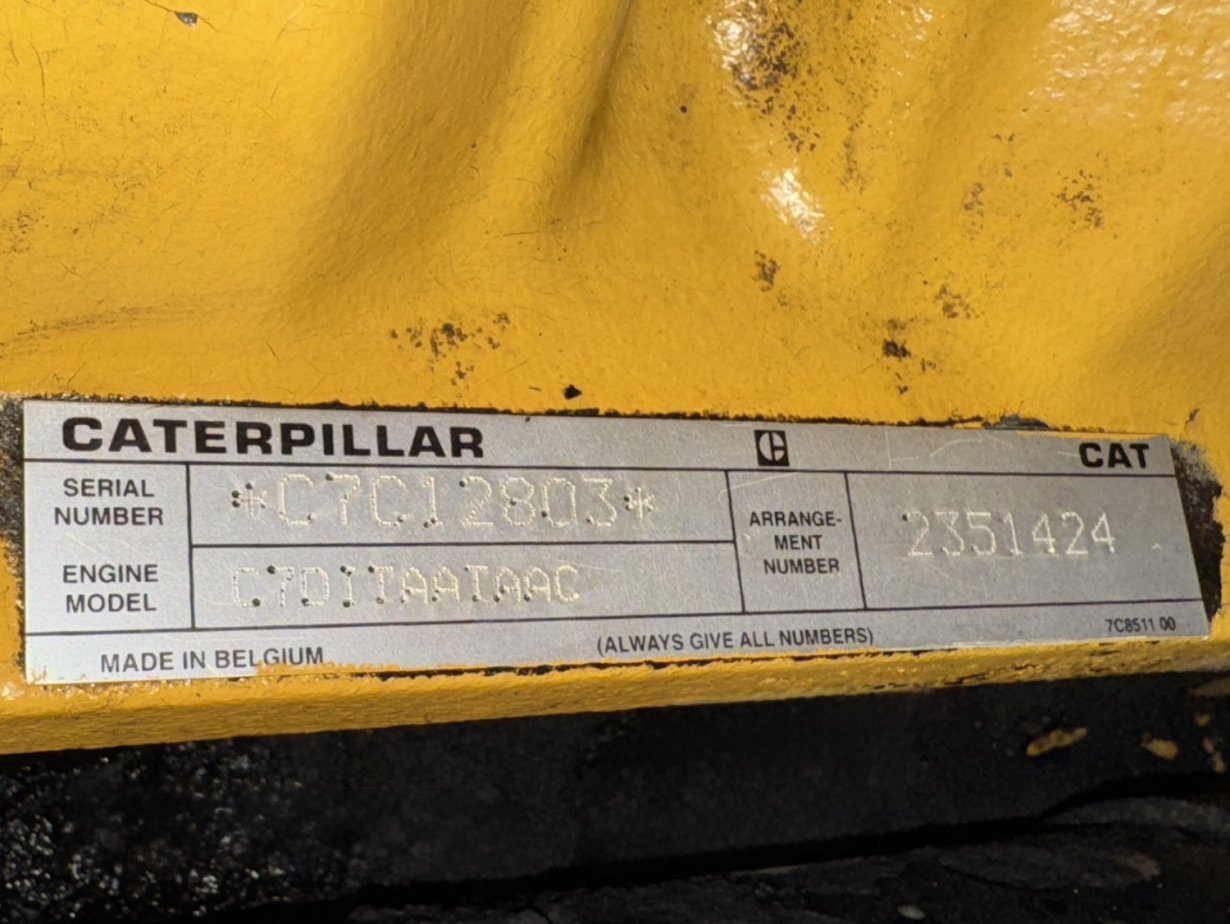 CATERPILLAR CAT
SERIAL NUMBER *C7C12803*
ENGINE MODEL C7DITAATAAC
ARRANGE-
MENT
NUMBER 2351424
7C8511 00
MADE IN BELGIUM (ALWAYS GIVE ALL NUMBERS)